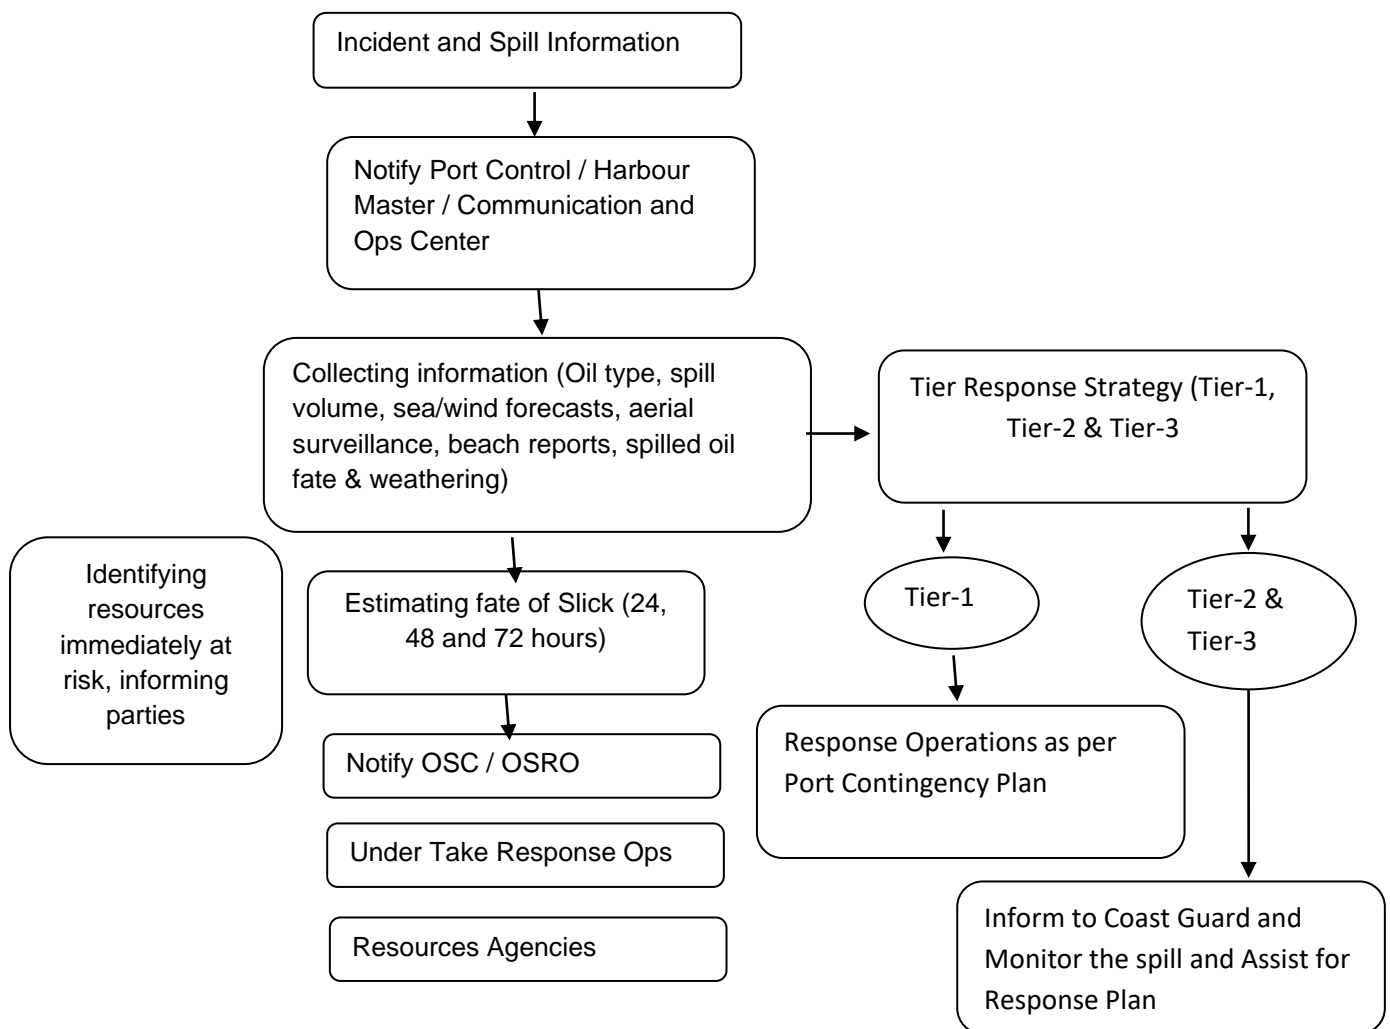 Incident and Spill Information
Notify Port Control / Harbour
Master / Communication and
Ops Center
Collecting information (Oil type, spill
volume, sea/wind forecasts, aerial
surveillance, beach reports, spilled oil
fate & weathering)
Tier Response Strategy (Tier-1,
Tier-2 & Tier-3
Identifying
resources
immediately at
risk, informing
parties
Estimating fate of Slick (24,
48 and 72 hours)
Tier-1
Tier-2 &
Tier-3
Notify OSC / OSRO
Response Operations as per
Port Contingency Plan
Under Take Response Ops
Resources Agencies
Inform to Coast Guard and
Monitor the spill and Assist for
Response Plan